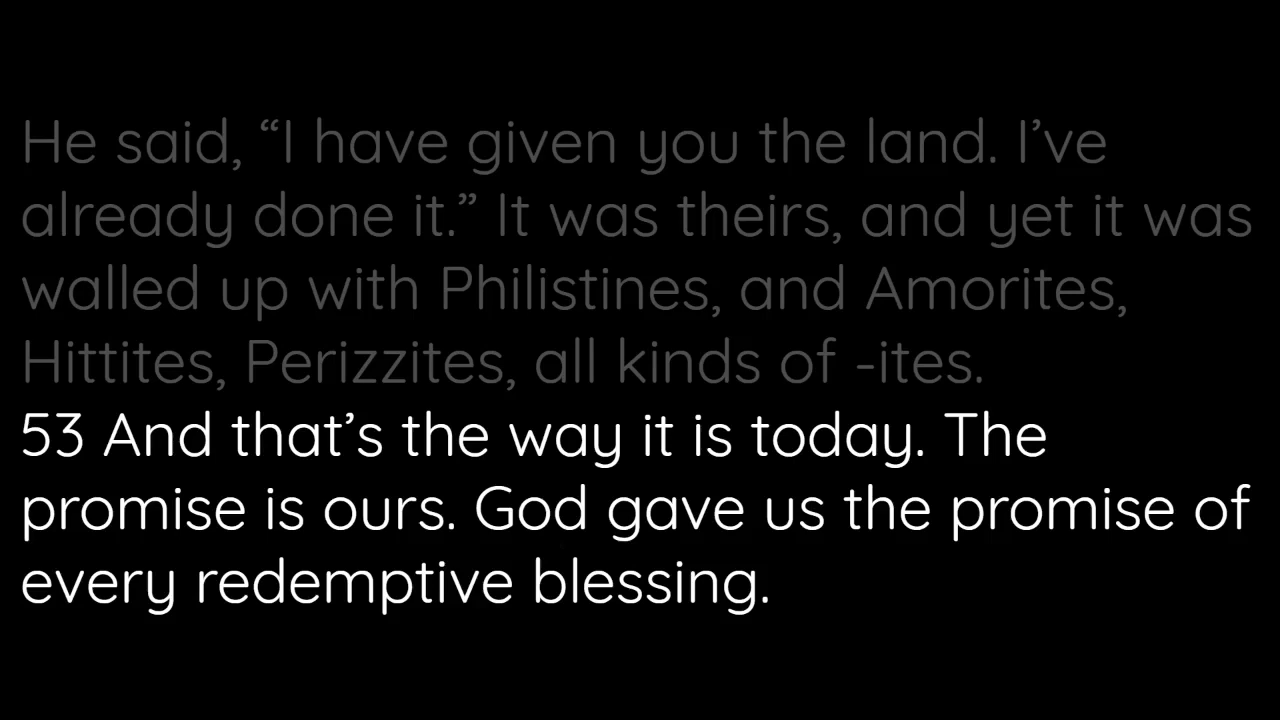 He said, “I have given you the land. I’ve
already done it.” It was theirs, and yet it was
walled up with Philistines, and Amorites,
Hittites, Perizzites, all kinds of -ites.
53 And that’s the way it is today. The
promise is ours. God gave us the promise of
every redemptive blessing.